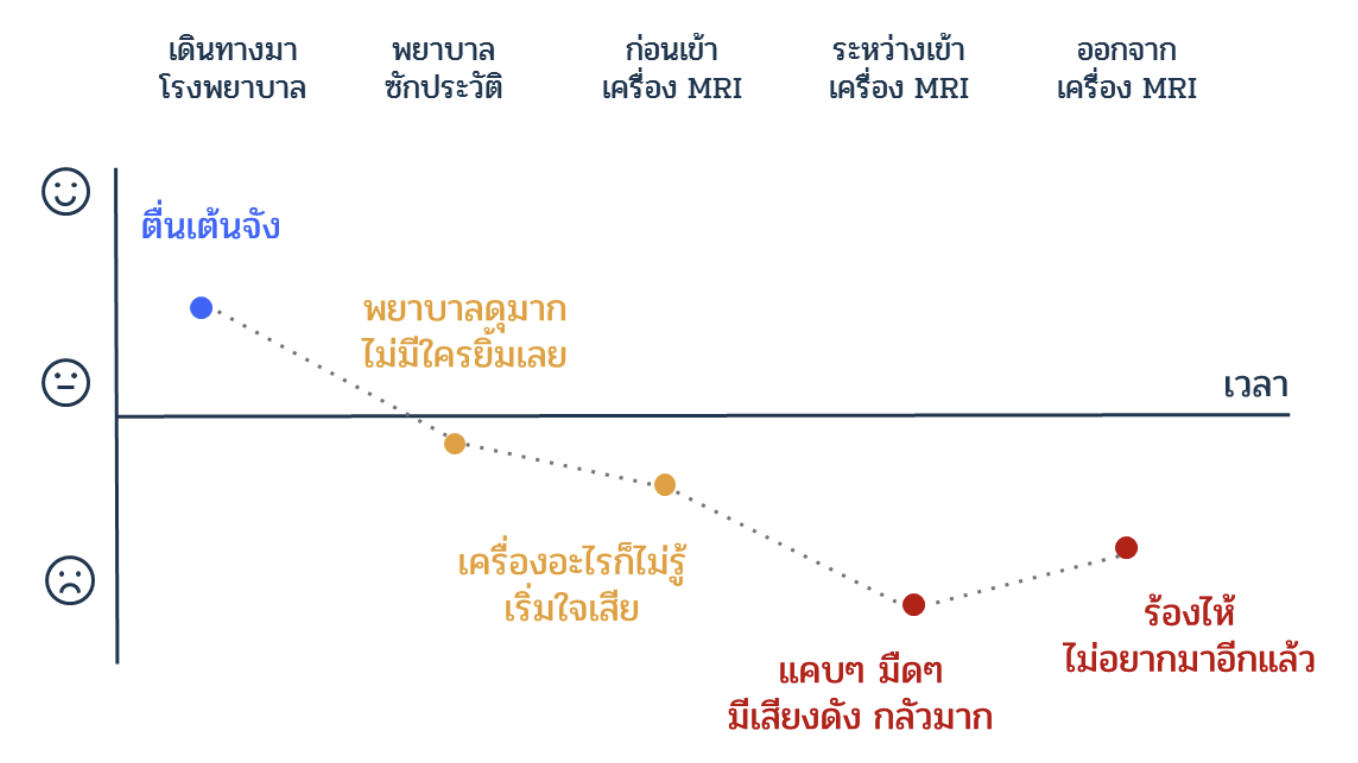 เดินทางมา
โรงพยาบาล
พยาบาล
ซักประวัติ
ก่อนเข้า
เครื่อง MRI
ระหว่างเข้า
เครื่อง MRI
ออกจาก
เครื่อง MRI
ตื่นเต้นจัง
พยาบาลดุมาก
ไม่มีใครยิ้มเลย
เวลา
เครื่องอะไรก็ไม่รู้
เริ่มใจเสีย
แคบๆ มืดๆ
มีเสียงดัง กลัวมาก
ร้องไห้
ไม่อยากมาอีกแล้ว